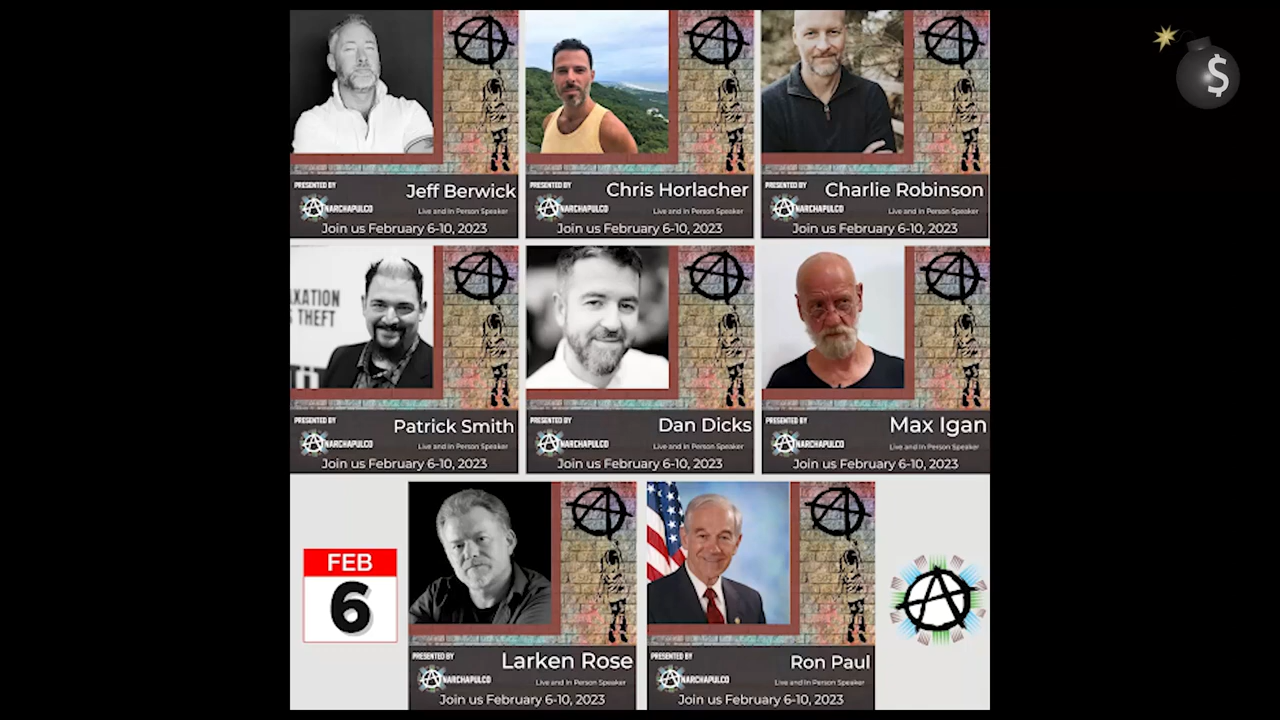 $
PRESENTED BY
Jeff Berwick
ANARCHAPULCO
Live and In Person Speaker
Join us February 6-10, 2023
PRESENTED BY
Chris Horlacher
ANARCHAPULCO
Live and In Person Speaker
Join us February 6-10, 2023
PRESENTED BY
Charlie Robinson
ANARCHAPULCO
Live and In Person Speaker
Join us February 6-10, 2023
AXATION
THEFT
PRESENTED BY
Patrick Smith
ANARCHAPULCO
Live and In Person Speaker
Join us February 6-10, 2023
PRESENTED BY
Dan Dicks
ANARCHAPULCO
Live and In Person Speaker
Join us February 6-10, 2023
PRESENTED BY
Max Igan
ANARCHAPULCO
Live and In Person Speaker
Join us February 6-10, 2023
FEB
6
PRESENTED BY
Larken Rose
ANARCHAPULCO
Live and In Person Speaker
Join us February 6-10, 2023
PRESENTED BY
Ron Paul
ANARCHAPULCO
Live and In Person Speaker
Join us February 6-10, 2023
A